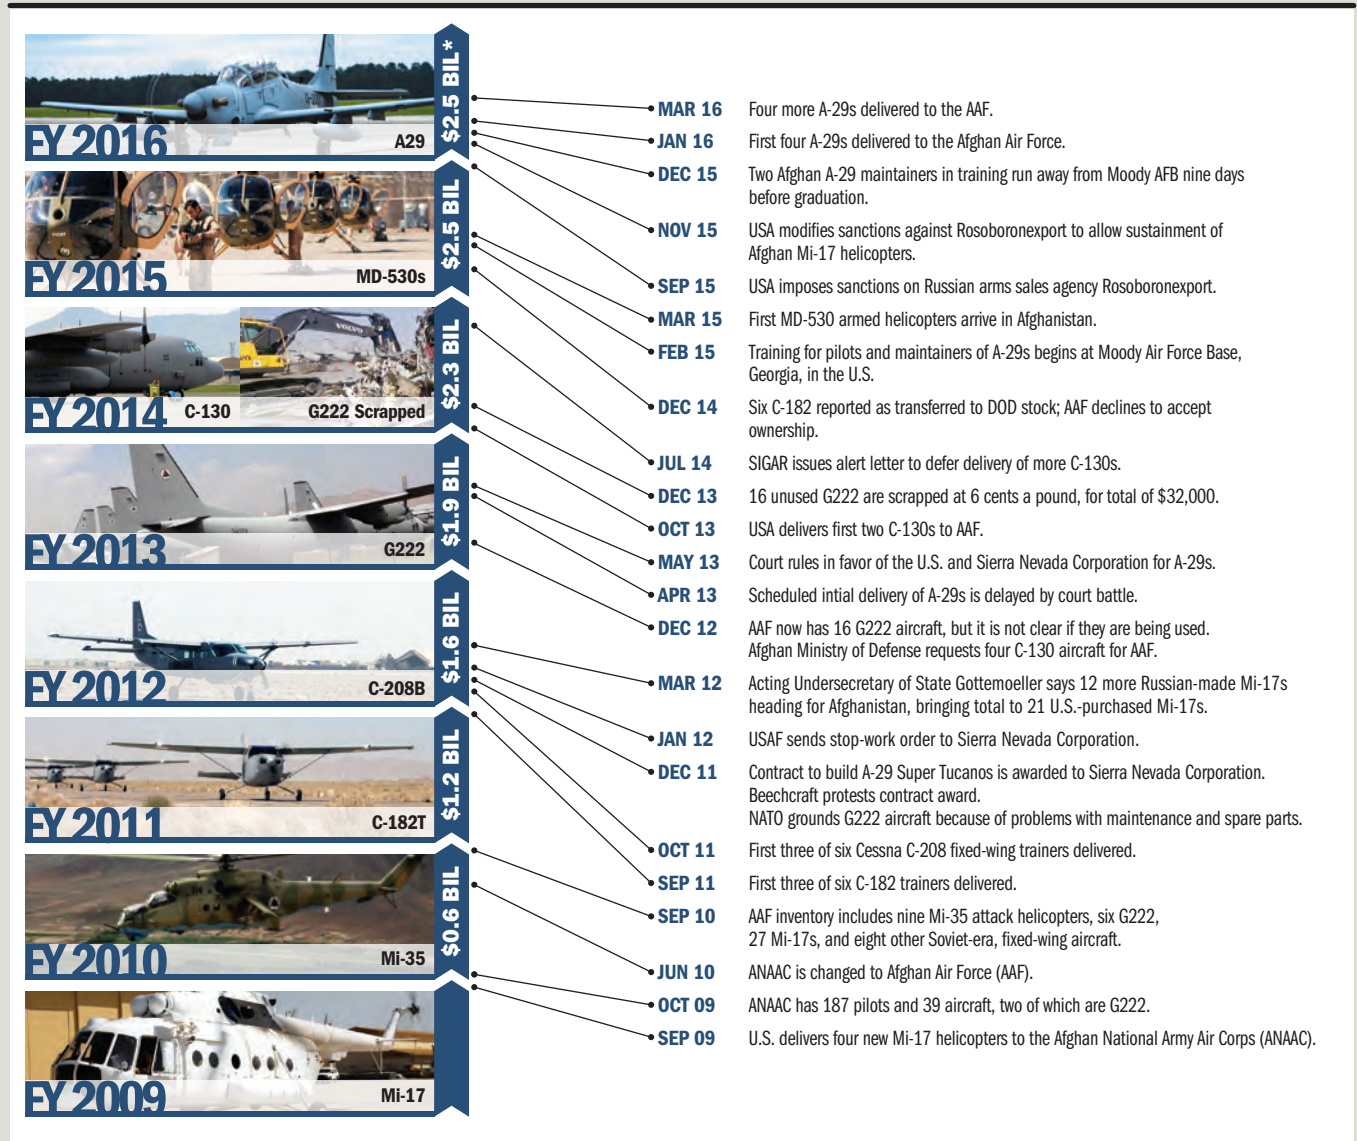 $2.5 BIL*
FY 2016
A29
$2.5 BIL
FY 2015
MD-530s
$2.3 BIL
VOLVO
FY 2014
C-130
G222 Scrapped
$1.9 BIL
FY 2013
G222
$1.6 BIL
FY 2012
C-208B
$1.2 BIL
FY 2011
C-182T
$0.6 BIL
FY 2010
Mi-35
FY 2009
Mi-17
MAR 16 Four more A-29s delivered to the AAF.
JAN 16 First four A-29s delivered to the Afghan Air Force.
DEC 15 Two Afghan A-29 maintainers in training run away from Moody AFB nine days
before graduation.
NOV 15 USA modifies sanctions against Rosoboronexport to allow sustainment of
Afghan Mi-17 helicopters.
SEP 15 USA imposes sanctions on Russian arms sales agency Rosoboronexport.
MAR 15 First MD-530 armed helicopters arrive in Afghanistan.
FEB 15 Training for pilots and maintainers of A-29s begins at Moody Air Force Base,
Georgia, in the U.S.
DEC 14 Six C-182 reported as transferred to DOD stock; AAF declines to accept
ownership.
JUL 14 SIGAR issues alert letter to defer delivery of more C-130s.
DEC 13 16 unused G222 are scrapped at 6 cents a pound, for total of $32,000.
OCT 13 USA delivers first two C-130s to AAF.
MAY 13 Court rules in favor of the U.S. and Sierra Nevada Corporation for A-29s.
APR 13 Scheduled intial delivery of A-29s is delayed by court battle.
DEC 12 AAF now has 16 G222 aircraft, but it is not clear if they are being used.
Afghan Ministry of Defense requests four C-130 aircraft for AAF.
MAR 12 Acting Undersecretary of State Gottemoeller says 12 more Russian-made Mi-17s
heading for Afghanistan, bringing total to 21 U.S.-purchased Mi-17s.
JAN 12 USAF sends stop-work order to Sierra Nevada Corporation.
DEC 11 Contract to build A-29 Super Tucanos is awarded to Sierra Nevada Corporation.
Beechcraft protests contract award.
NATO grounds G222 aircraft because of problems with maintenance and spare parts.
OCT 11 First three of six Cessna C-208 fixed-wing trainers delivered.
SEP 11 First three of six C-182 trainers delivered.
SEP 10 AAF inventory includes nine Mi-35 attack helicopters, six G222,
27 Mi-17s, and eight other Soviet-era, fixed-wing aircraft.
JUN 10 ANAAC is changed to Afghan Air Force (AAF).
OCT 09 ANAAC has 187 pilots and 39 aircraft, two of which are G222.
SEP 09 U.S. delivers four new Mi-17 helicopters to the Afghan National Army Air Corps (ANAAC).